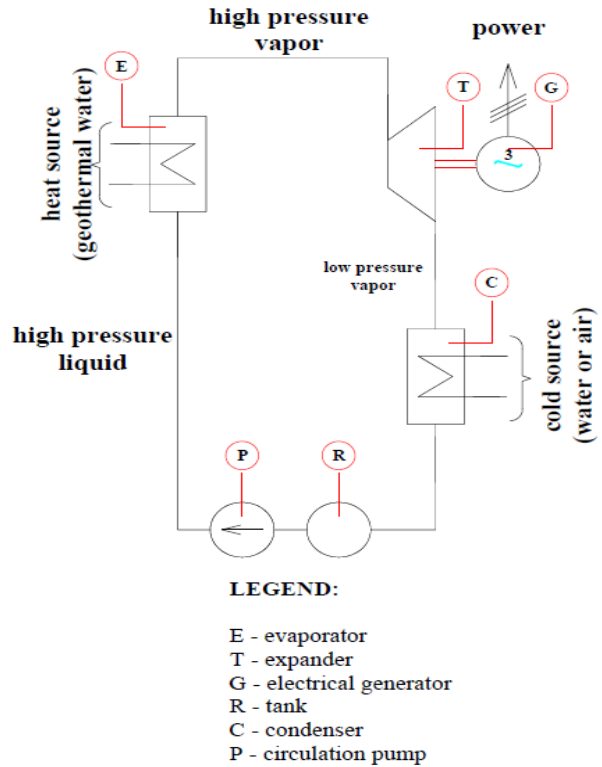 high pressure
vapor
power
E
T
G
heat source
(geothermal water)
3
~
low pressure
vapor
C
high pressure
liquid
cold source
(water or air)
P
R
LEGEND:
E - evaporator
T - expander
G - electrical generator
R - tank
C - condenser
P - circulation pump